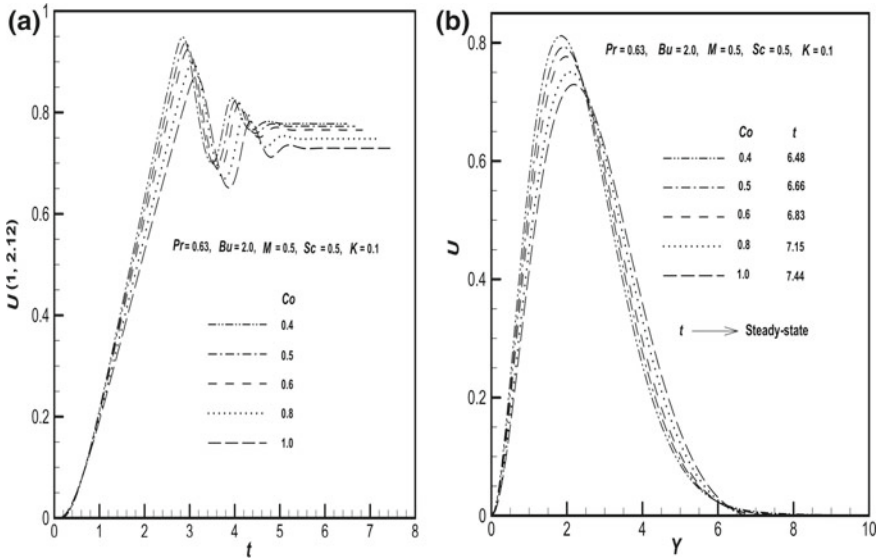 (a)
U (1, 2.12)
1
0.8
0.6
0.4
0.2
0
0 1 2 3 4 5 6 7 8
t
Pr = 0.63, Bu = 2.0, M = 0.5, Sc = 0.5, K = 0.1
Co
0.4
0.5
0.6
0.8
1.0
(b)
U
0.8
0.6
0.4
0.2
0
0 2 4 6 8 10
Y
Pr = 0.63, Bu = 2.0, M = 0.5, Sc = 0.5, K = 0.1
Co t
0.4 6.48
0.5 6.66
0.6 6.83
0.8 7.15
1.0 7.44
t Steady-state